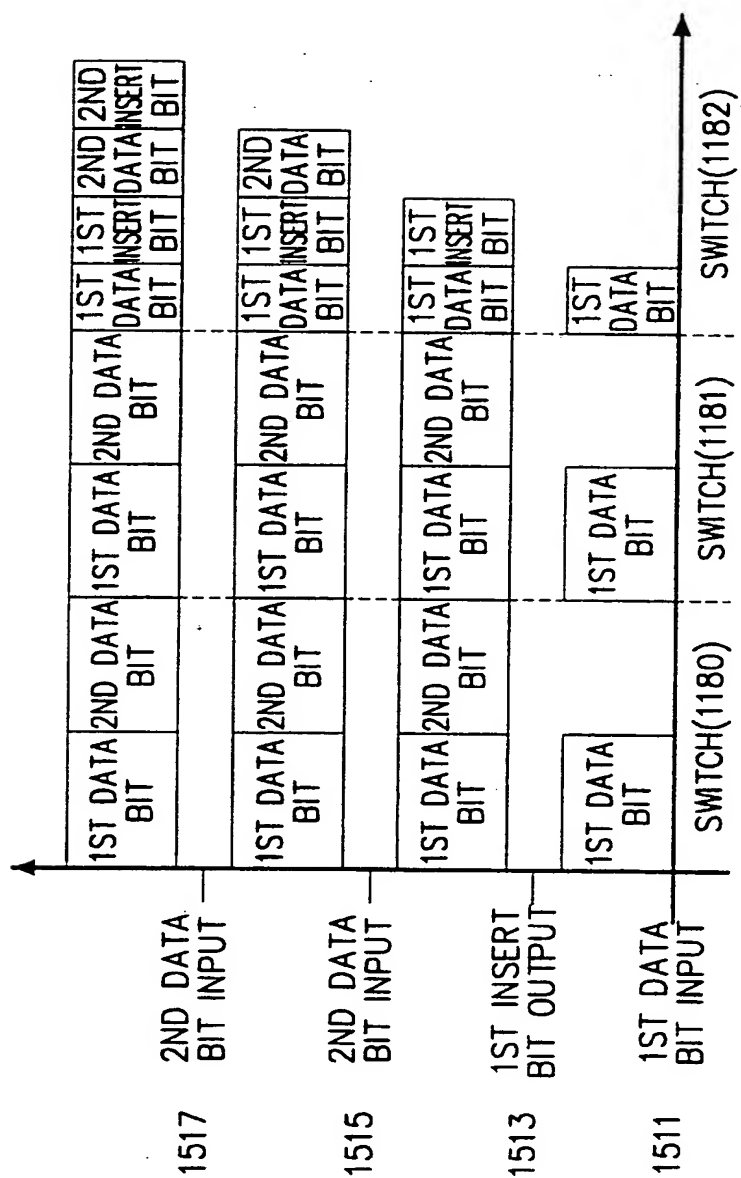 1517
2ND DATA
BIT INPUT
1ST DATA
BIT
2ND DATA
BIT
1ST DATA
BIT
2ND DATA
BIT
1ST
DATA
BIT
1ST
INSERT
BIT
2ND
DATA
BIT
2ND
INSERT
BIT
1515
2ND DATA
BIT INPUT
1ST DATA
BIT
2ND DATA
BIT
1ST DATA
BIT
2ND DATA
BIT
1ST
DATA
BIT
1ST
INSERT
BIT
2ND
DATA
BIT
1513
1ST INSERT
BIT OUTPUT
1ST DATA
BIT
2ND DATA
BIT
1ST DATA
BIT
2ND DATA
BIT
1ST
DATA
BIT
1ST
INSERT
BIT
1511
1ST DATA
BIT INPUT
1ST DATA
BIT
1ST DATA
BIT
1ST
DATA
BIT
SWITCH(1180)
SWITCH(1181)
SWITCH(1182)